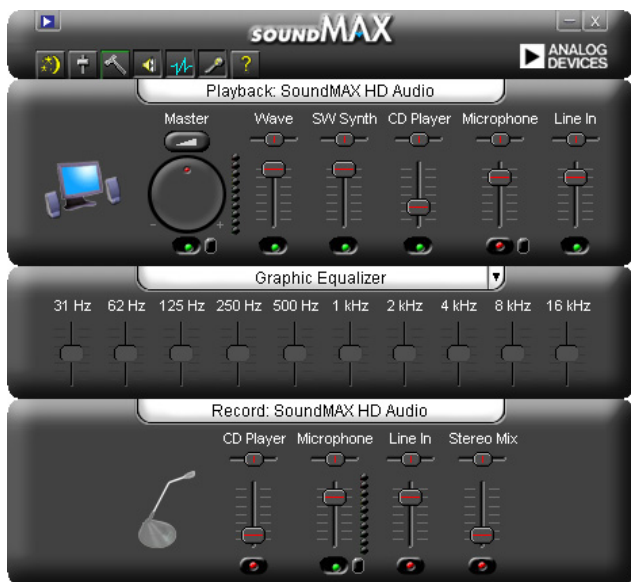 SOUNDMAX
ANALOG
DEVICES
Playback: SoundMAX HD Audio
Master Wave SW Synth CD Player Microphone Line In
- +
Graphic Equalizer
31 Hz 62 Hz 125 Hz 250 Hz 500 Hz 1 kHz 2 kHz 4 kHz 8 kHz 16 kHz
Record: SoundMAX HD Audio
CD Player Microphone Line In Stereo Mix